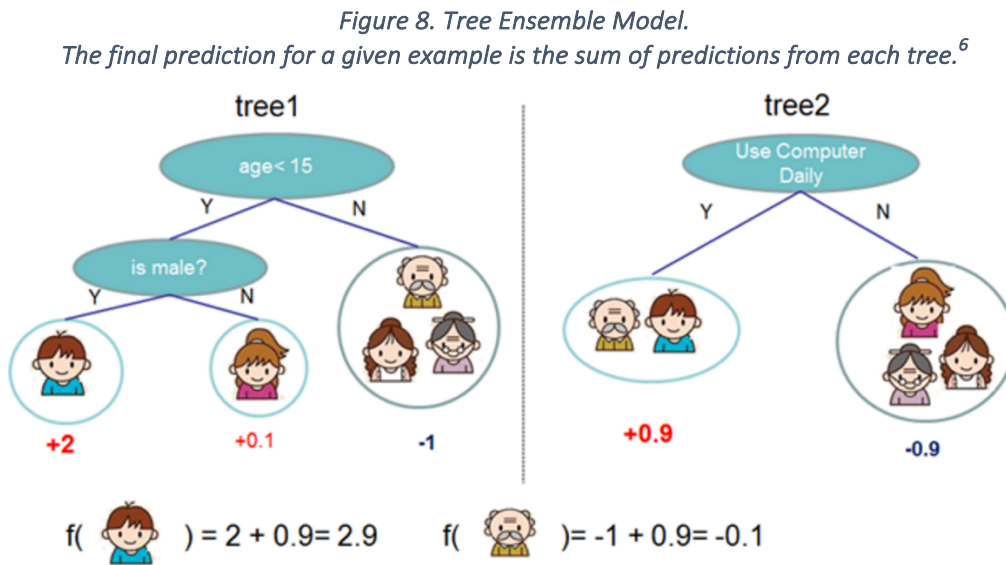 Figure 8. Tree Ensemble Model.
The final prediction for a given example is the sum of predictions from each tree.6
tree1
tree2
age< 15
Use Computer
Daily
Y
N
Y
N
is male?
Y
N
+2
+0.1
-1
+0.9
-0.9
f( ) = 2 + 0.9= 2.9
f( )= -1 + 0.9= -0.1